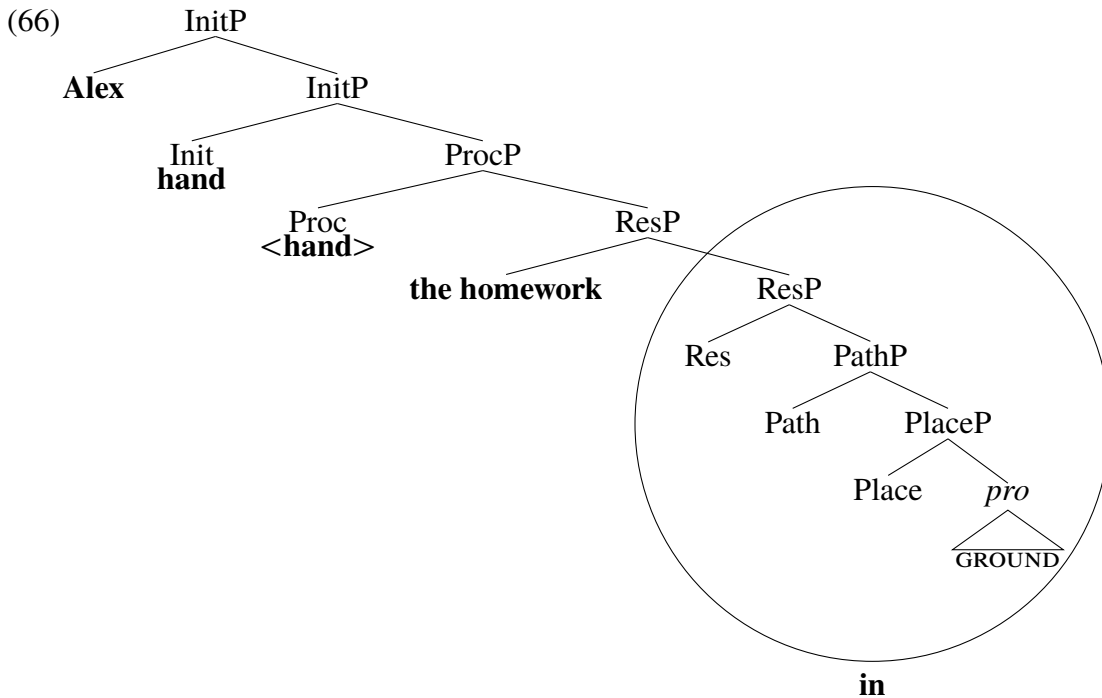 (66) InitP
Alex InitP
Init ProcP
hand
Proc ResP
<hand>
the homework ResP
Res PathP
Path PlaceP
Place pro
GROUND
in